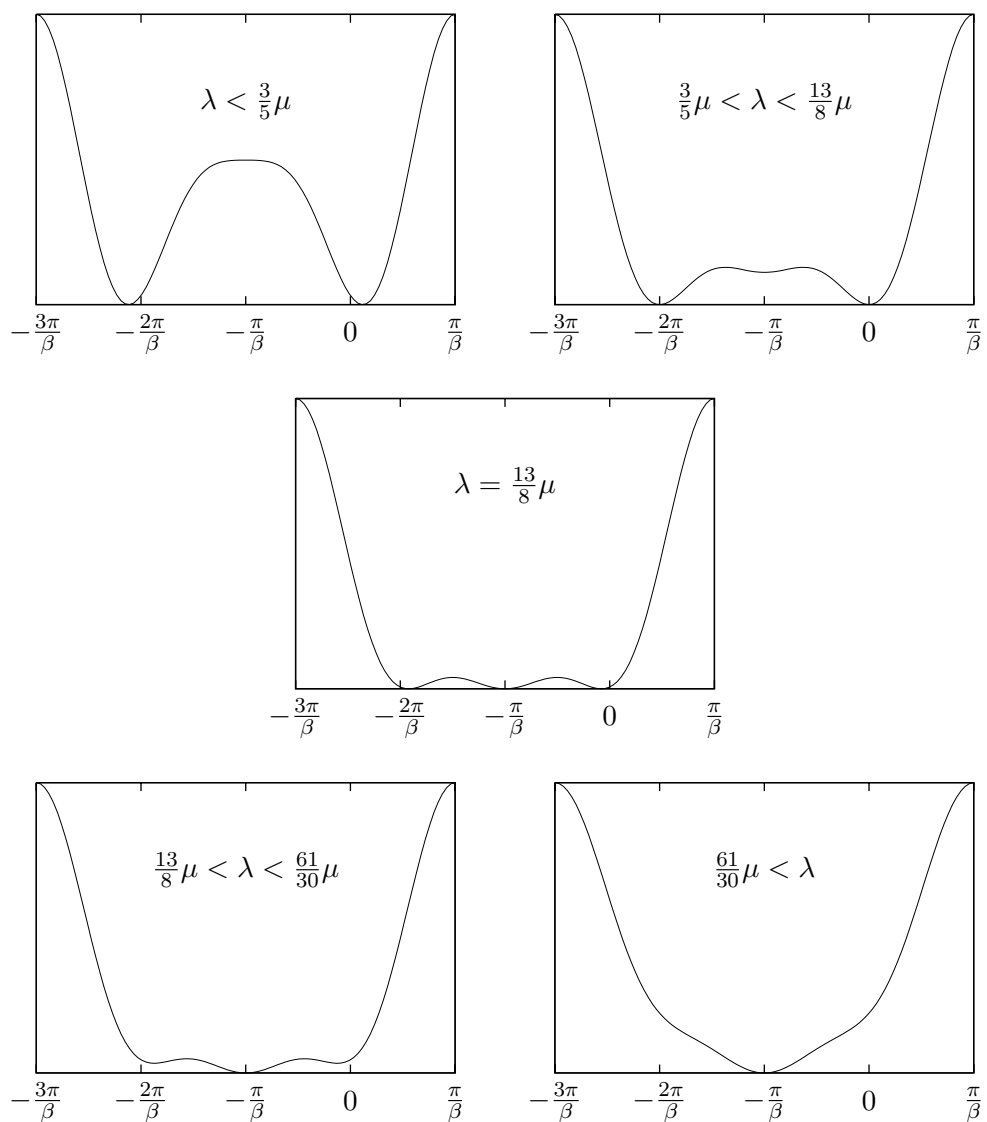 λ < 3/5 μ
3/5 μ < λ < 13/8 μ
−3π/β −2π/β −π/β 0 π/β
−3π/β −2π/β −π/β 0 π/β
λ = 13/8 μ
−3π/β −2π/β −π/β 0 π/β
13/8 μ < λ < 61/30 μ
61/30 μ < λ
−3π/β −2π/β −π/β 0 π/β
−3π/β −2π/β −π/β 0 π/β